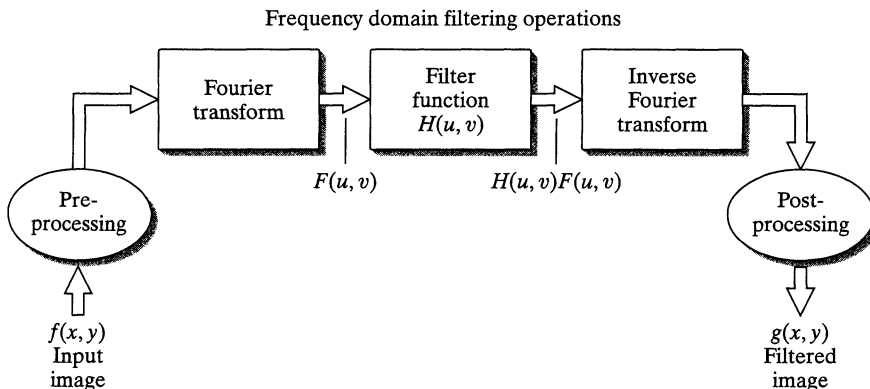 Frequency domain filtering operations
Fourier
transform
Filter
function
H(u, v)
Inverse
Fourier
transform
F(u, v)
H(u, v)F(u, v)
Pre-
processing
Post-
processing
f(x, y)
Input
image
g(x, y)
Filtered
image